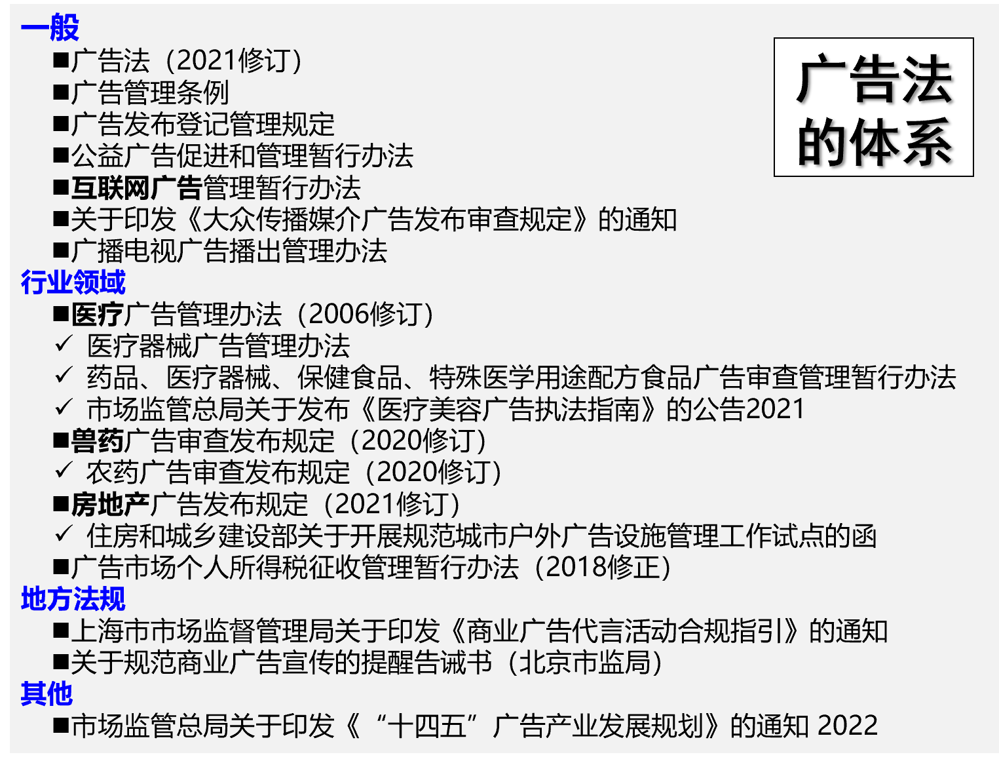 一般
■广告法（2021修订）
■广告管理条例
■广告发布登记管理规定
■公益广告促进和管理暂行办法
■互联网广告管理暂行办法
■关于印发《大众传播媒介广告发布审查规定》的通知
■广播电视广告播出管理办法
广告法
的体系
行业领域
■医疗广告管理办法（2006修订）
✓ 医疗器械广告管理办法
✓ 药品、医疗器械、保健食品、特殊医学用途配方食品广告审查管理暂行办法
✓ 市场监管总局关于发布《医疗美容广告执法指南》的公告2021
■兽药广告审查发布规定（2020修订）
✓ 农药广告审查发布规定（2020修订）
■房地产广告发布规定（2021修订）
✓ 住房和城乡建设部关于开展规范城市户外广告设施管理工作试点的函
■广告市场个人所得税征收管理暂行办法（2018修正）
地方法规
■上海市市场监督管理局关于印发《商业广告代言活动合规指引》的通知
■关于规范商业广告宣传的提醒告诫书（北京市监局）
其他
■市场监管总局关于印发《“十四五”广告产业发展规划》的通知 2022